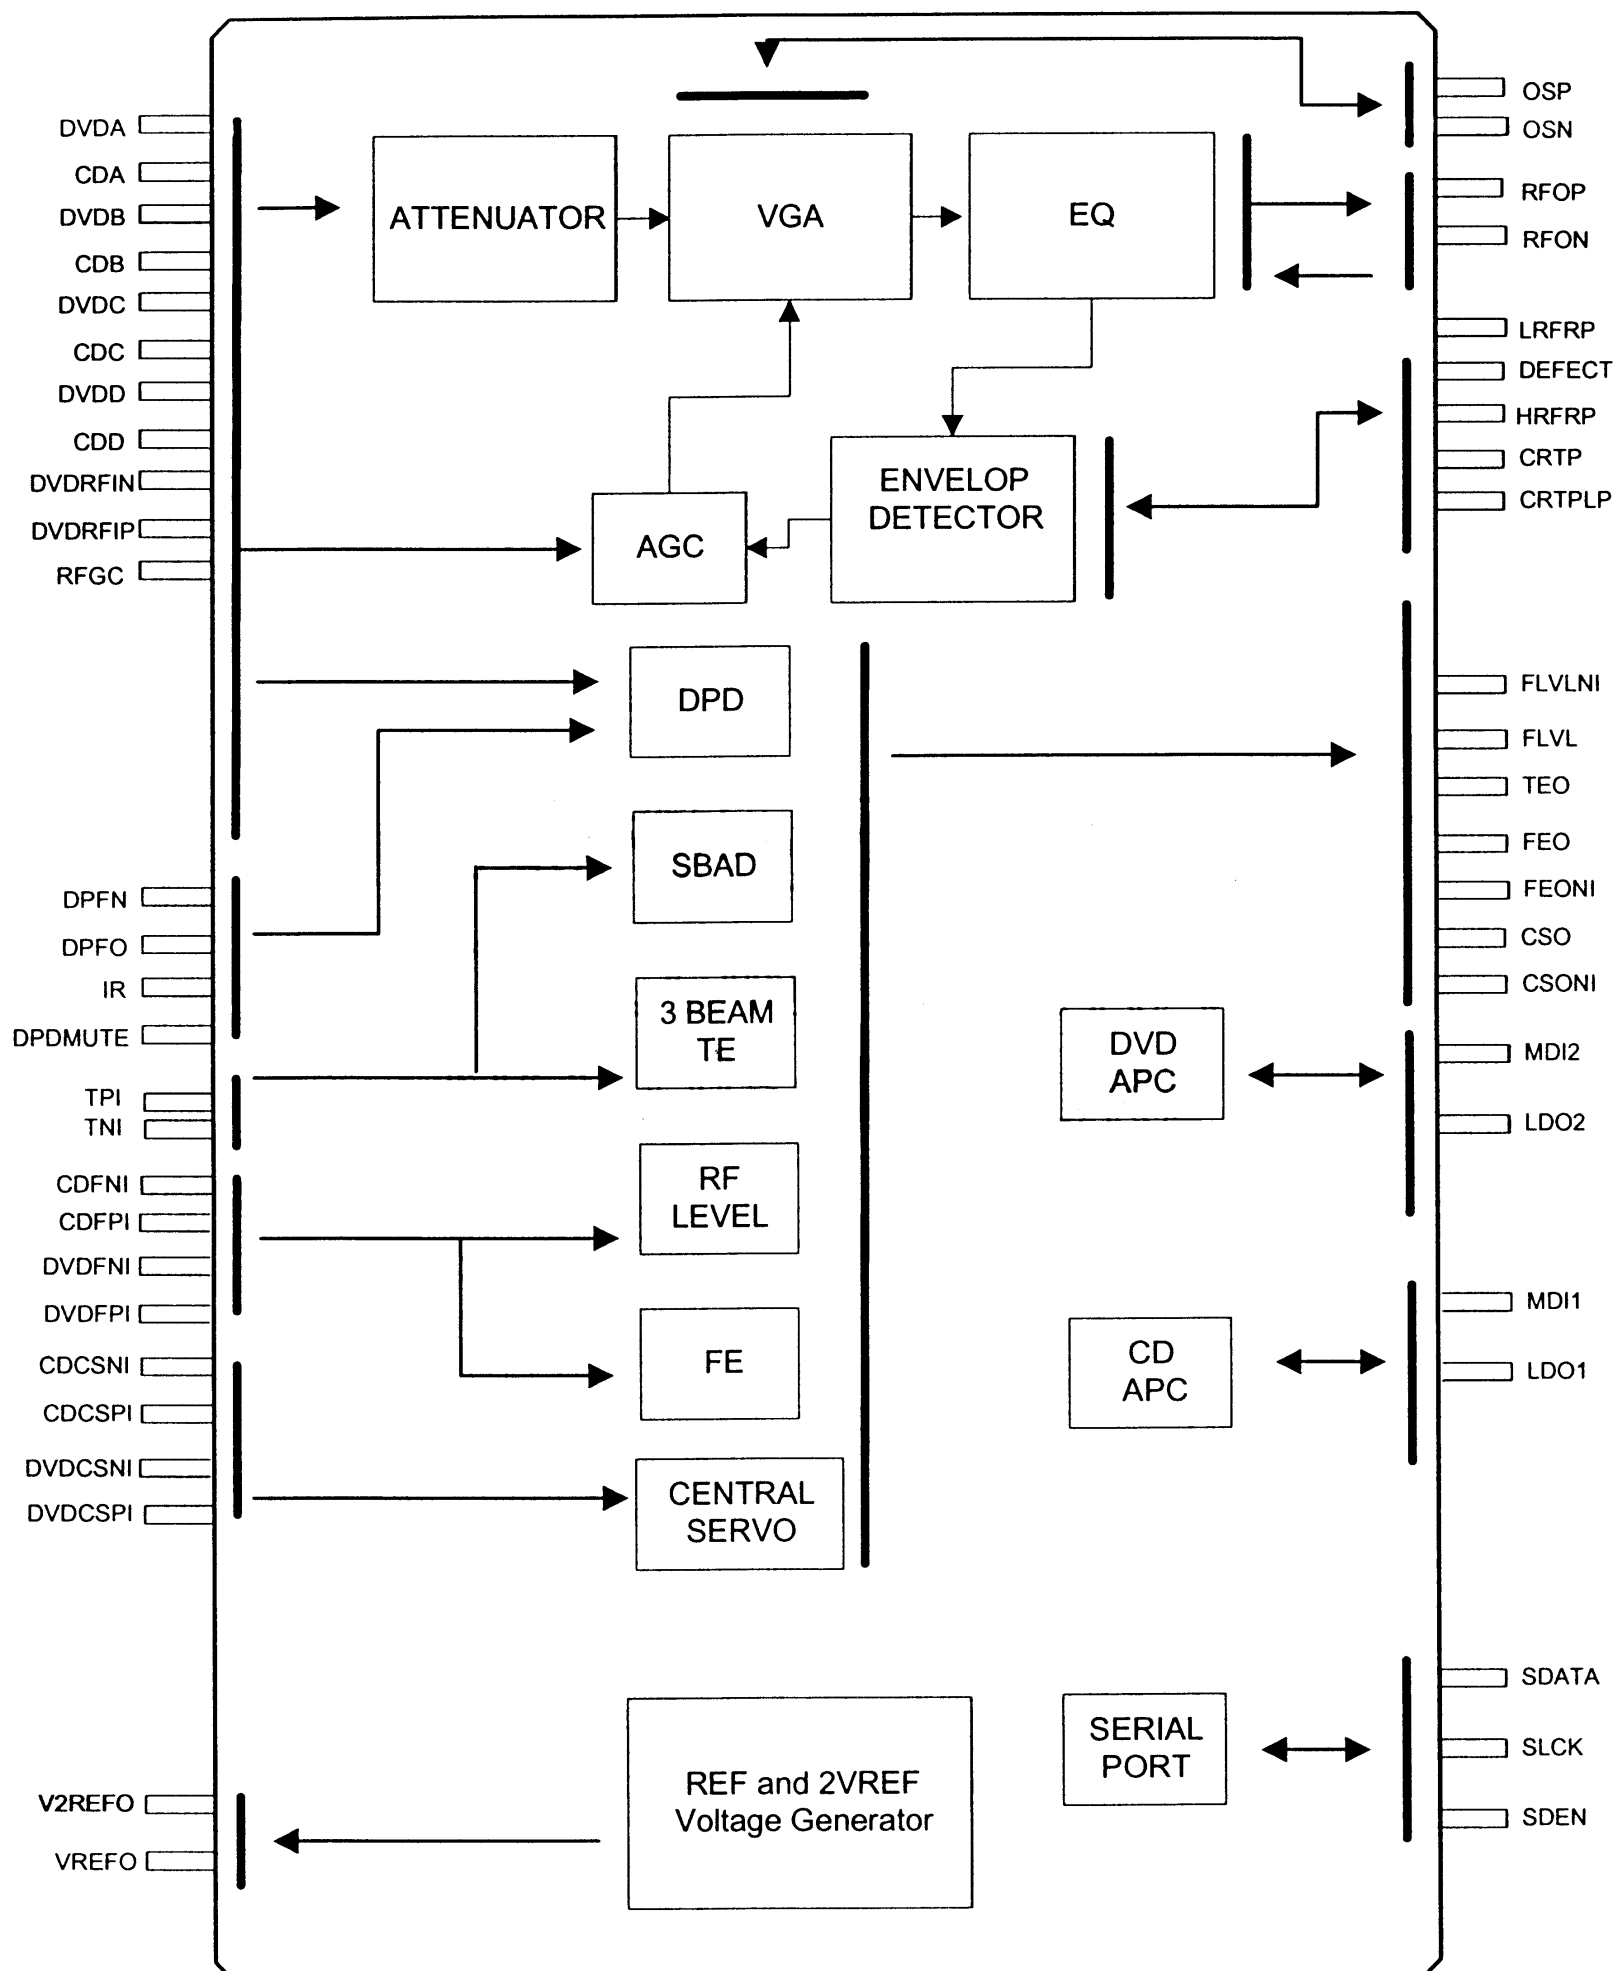 DVDA
CDA
DVDB
CDB
DVDC
CDC
DVDD
CDD
DVDRFIN
DVDRFIP
RFGC
DPFN
DPFO
IR
DPDMUTE
TPI
TNI
CDFNI
CDFPI
DVDFNI
DVDFPI
CDCSNI
CDCSPI
DVDCSNI
DVDCSPI
V2REFO
VREFO
ATTENUATOR
VGA
EQ
AGC
ENVELOP
DETECTOR
DPD
SBAD
3 BEAM
TE
RF
LEVEL
FE
CENTRAL
SERVO
DVD
APC
CD
APC
SERIAL
PORT
REF and 2VREF
Voltage Generator
OSP
OSN
RFOP
RFON
LRFRP
DEFECT
HRFRP
CRTP
CRTPLP
FLVLNI
FLVL
TEO
FEO
FEONI
CSO
CSONI
MDI2
LDO2
MDI1
LDO1
SDATA
SLCK
SDEN